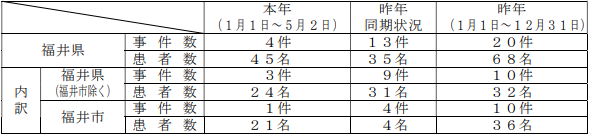 本年 昨年 昨年
(1月1日～5月2日) 同期状況 (1月1日～12月31日)
福井県 事件数 4件 13件 20件
患者数 45名 35名 68名
内訳 福井県(福井市除く) 事件数 3件 9件 10件
患者数 24名 31名 32名
福井市 事件数 1件 4件 10件
患者数 21名 4名 36名